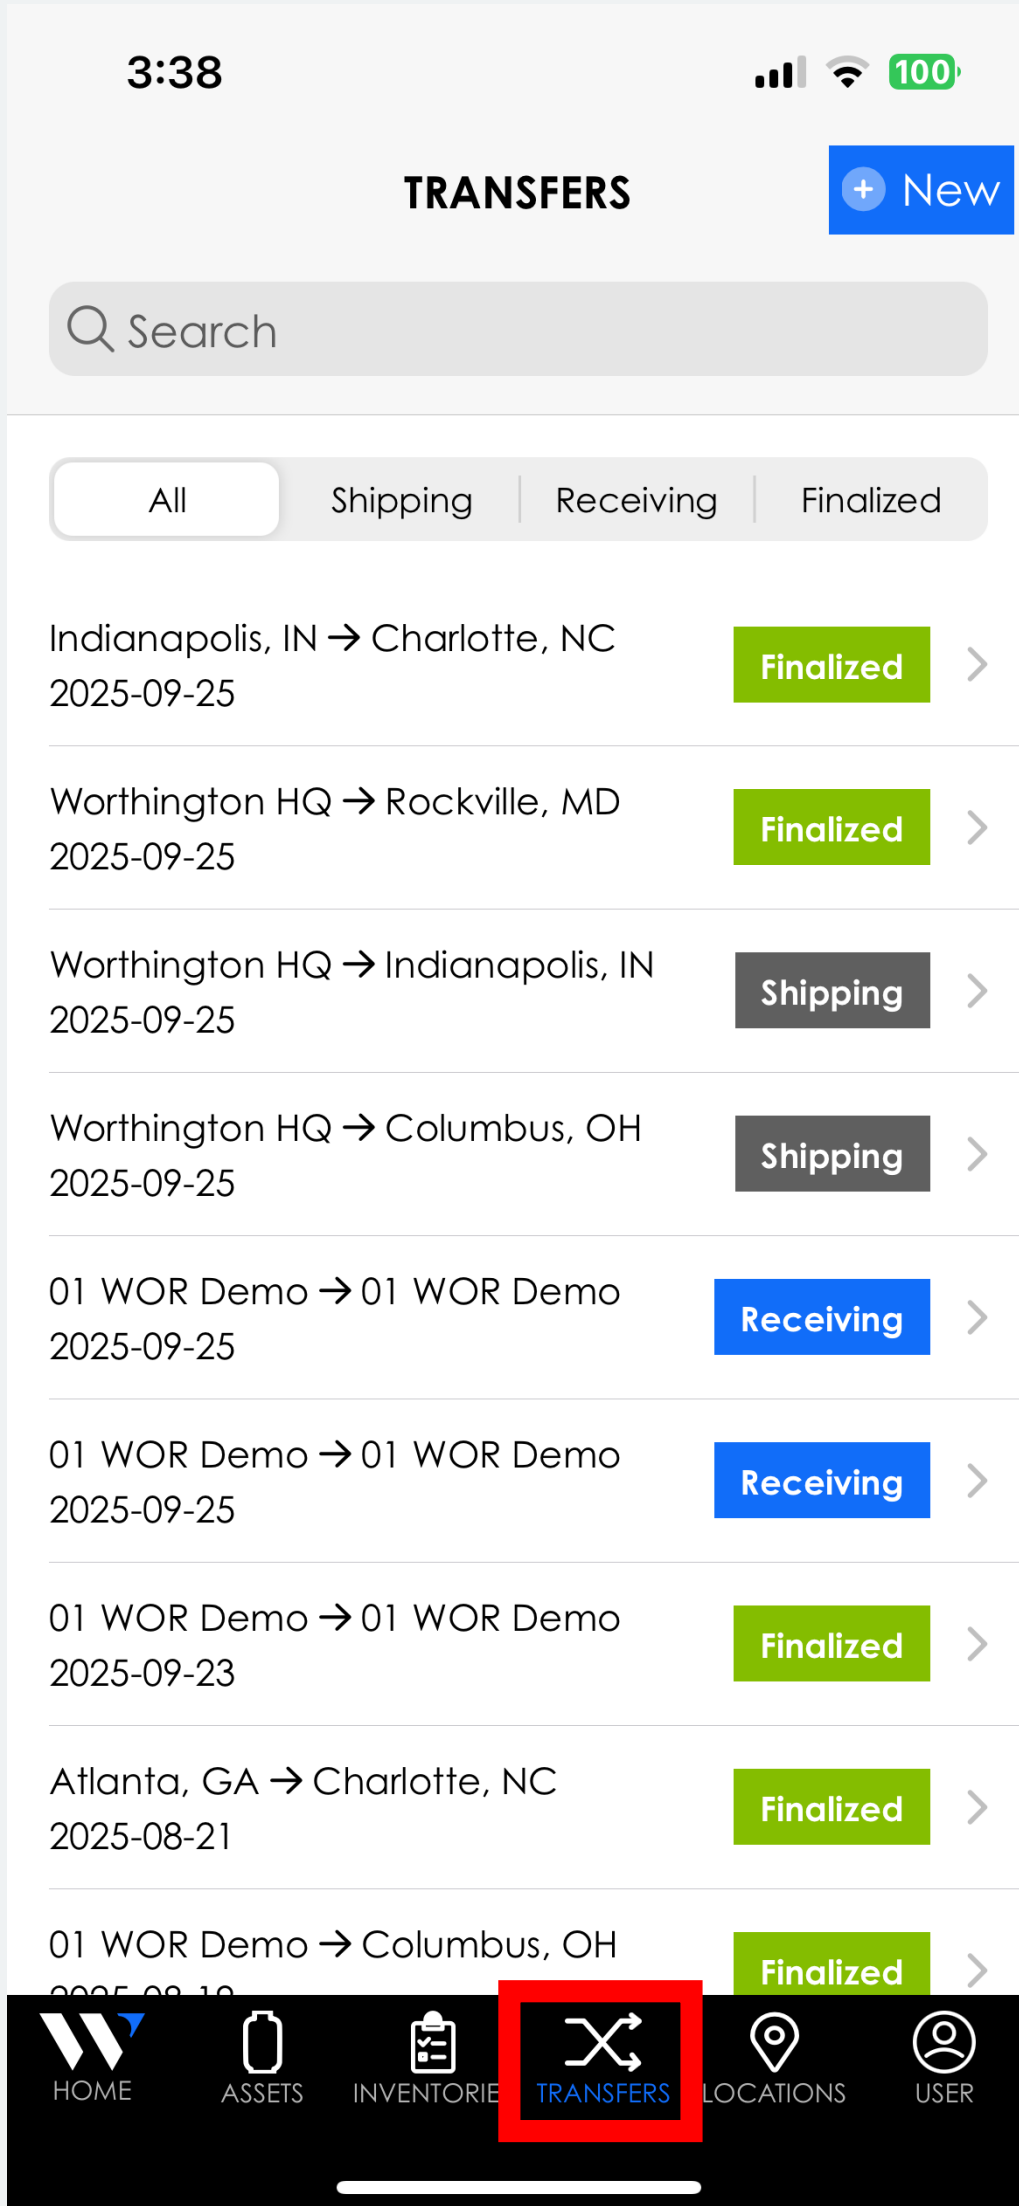 3:38
100
TRANSFERS
New
Search
All Shipping Receiving Finalized
Indianapolis, IN → Charlotte, NC
2025-09-25
Finalized
Worthington HQ → Rockville, MD
2025-09-25
Finalized
Worthington HQ → Indianapolis, IN
2025-09-25
Shipping
Worthington HQ → Columbus, OH
2025-09-25
Shipping
01 WOR Demo → 01 WOR Demo
2025-09-25
Receiving
01 WOR Demo → 01 WOR Demo
2025-09-25
Receiving
01 WOR Demo → 01 WOR Demo
2025-09-23
Finalized
Atlanta, GA → Charlotte, NC
2025-08-21
Finalized
01 WOR Demo → Columbus, OH
Finalized
HOME ASSETS INVENTORIE TRANSFERS LOCATIONS USER